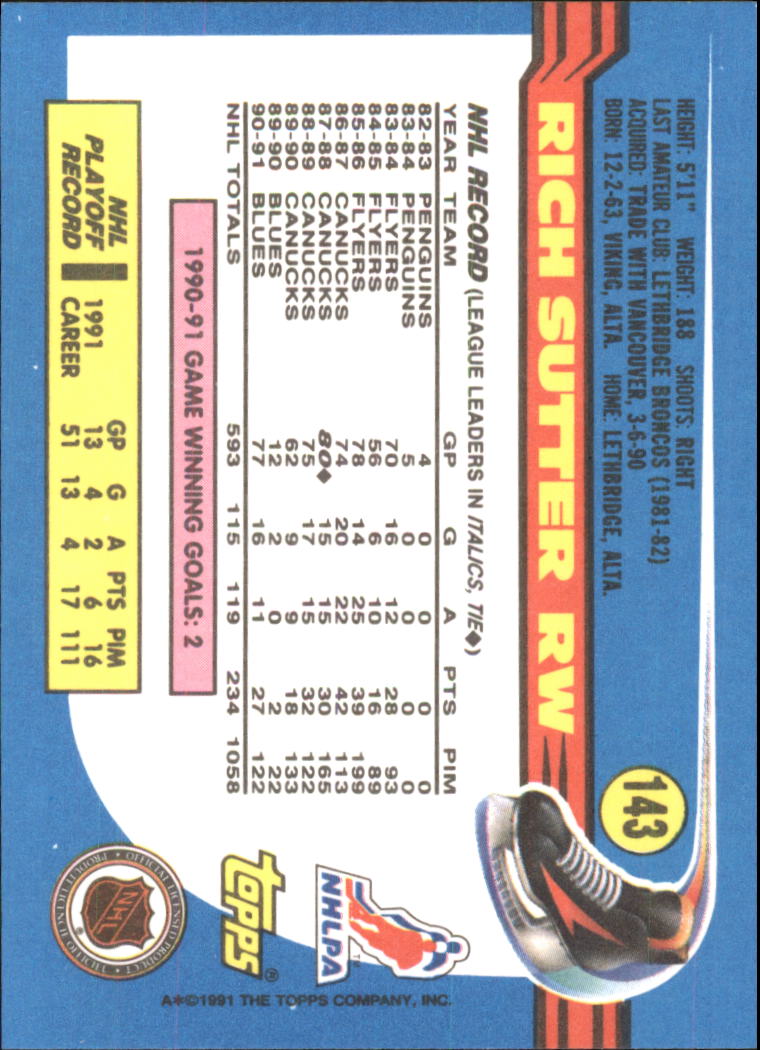 HEIGHT: 5'11" WEIGHT: 188 SHOOTS: RIGHT
LAST AMATEUR CLUB: LETHBRIDGE BRONCOS (1981-82)
ACQUIRED: TRADE WITH VANCOUVER, 3-6-90
BORN: 12-2-63, VIKING, ALTA. HOME: LETHBRIDGE, ALTA.
143
RICH SUTTER RW
NHL RECORD (LEAGUE LEADERS IN ITALICS, TIE◆)
YEAR TEAM GP G A PTS PIM
82-83 PENGUINS 4 0 0 0 0
83-84 PENGUINS 5 0 0 0 0
83-84 FLYERS 70 16 12 28 93
84-85 FLYERS 56 6 10 16 89
85-86 FLYERS 78 14 25 39 199
86-87 CANUCKS 74 20 22 42 113
87-88 CANUCKS 80◆ 15 15 30 165
88-89 CANUCKS 75 17 15 32 122
89-90 CANUCKS 62 9 9 18 133
89-90 BLUES 12 2 0 2 22
90-91 BLUES 77 16 11 27 122
NHL TOTALS 593 115 119 234 1058
1990-91 GAME WINNING GOALS: 2
NHL PLAYOFF RECORD
GP G A PTS PIM
1991 13 4 2 6 16
CAREER 51 13 4 17 111
NHLPA™
TOPPS®
OFFICIAL LICENSED PRODUCT • PRODUIT LICENCIÉ OFFICIEL •
NHL®
A*©1991 THE TOPPS COMPANY, INC.